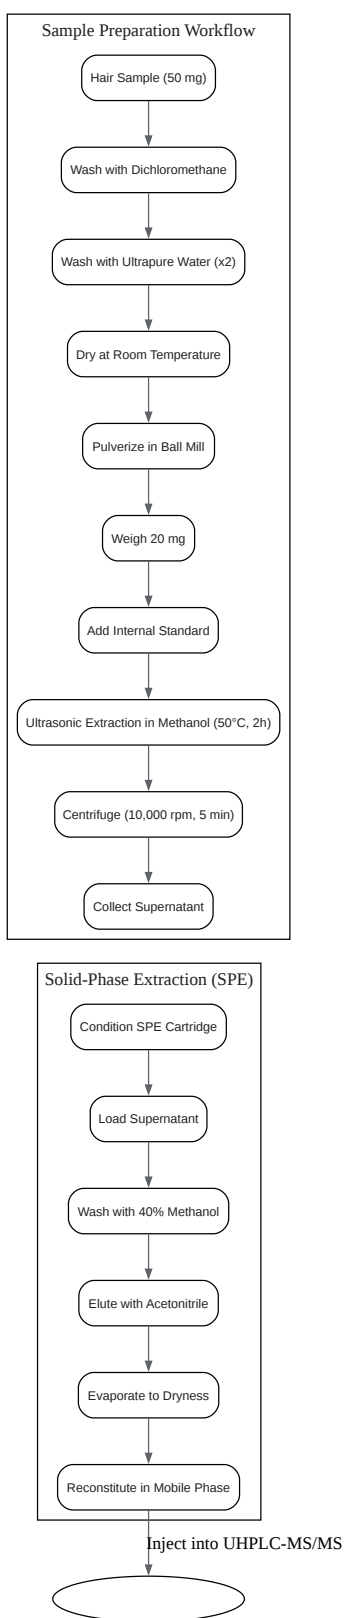 Sample Preparation Workflow
Hair Sample (50 mg)
Wash with Dichloromethane
Wash with Ultrapure Water (x2)
Dry at Room Temperature
Pulverize in Ball Mill
Weigh 20 mg
Add Internal Standard
Ultrasonic Extraction in Methanol (50°C, 2h)
Centrifuge (10,000 rpm, 5 min)
Collect Supernatant
Solid-Phase Extraction (SPE)
Condition SPE Cartridge
Load Supernatant
Wash with 40% Methanol
Elute with Acetonitrile
Evaporate to Dryness
Reconstitute in Mobile Phase
Inject into UHPLC-MS/MS